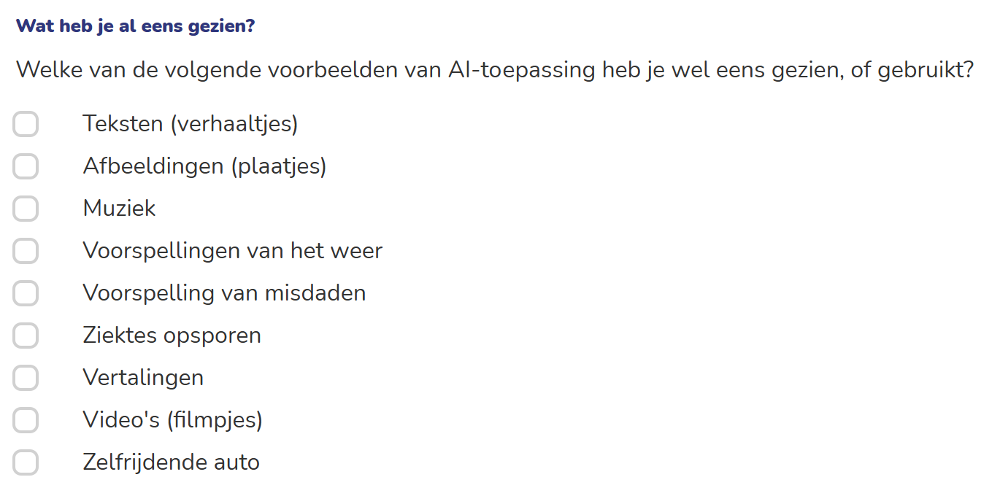 Wat heb je al eens gezien?
Welke van de volgende voorbeelden van AI-toepassing heb je wel eens gezien, of gebruikt?
Teksten (verhaaltjes)
Afbeeldingen (plaatjes)
Muziek
Voorspellingen van het weer
Voorspelling van misdaden
Ziektes opsporen
Vertalingen
Video's (filmpjes)
Zelfrijdende auto